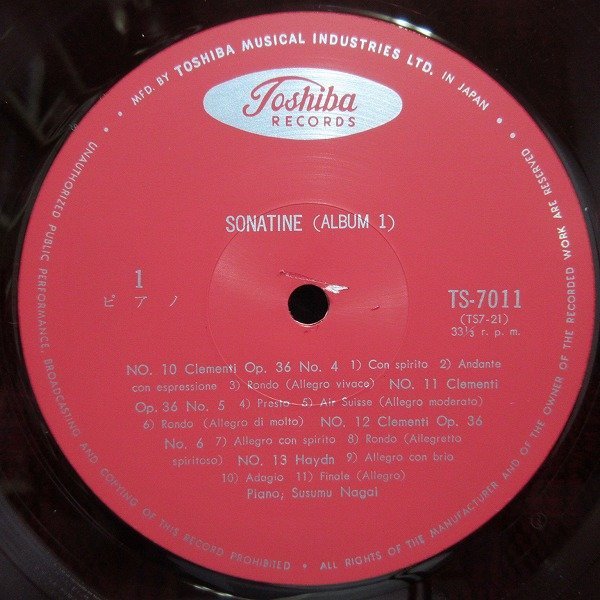 MFD. BY TOSHIBA MUSICAL INDUSTRIES LTD. IN JAPAN
Toshiba
RECORDS
SONATINE (ALBUM 1)
1
ピアノ
TS-7011
(TS7-21)
33⅓ r. p. m.
NO. 10 Clementi Op. 36 No. 4 1) Con spirito 2) Andante
con espressione 3) Rondo (Allegro vivace) NO. 11 Clementi
Op. 36 No. 5 4) Presto 5) Air Suisse (Allegro moderato)
6) Rondo (Allegro di molto) NO. 12 Clementi Op. 36
No. 6 7) Allegro con spirito 8) Rondo (Allegretto
spiritoso) NO. 13 Haydn 9) Allegro con brio
10) Adagio 11) Finale (Allegro)
Piano; Susumu Nagai
UNAUTHORIZED PUBLIC PERFORMANCE, BROADCASTING AND COPYING OF THIS RECORD PROHIBITED • ALL RIGHTS OF THE MANUFACTURER AND OF THE OWNER OF THE RECORDED WORK ARE RESERVED